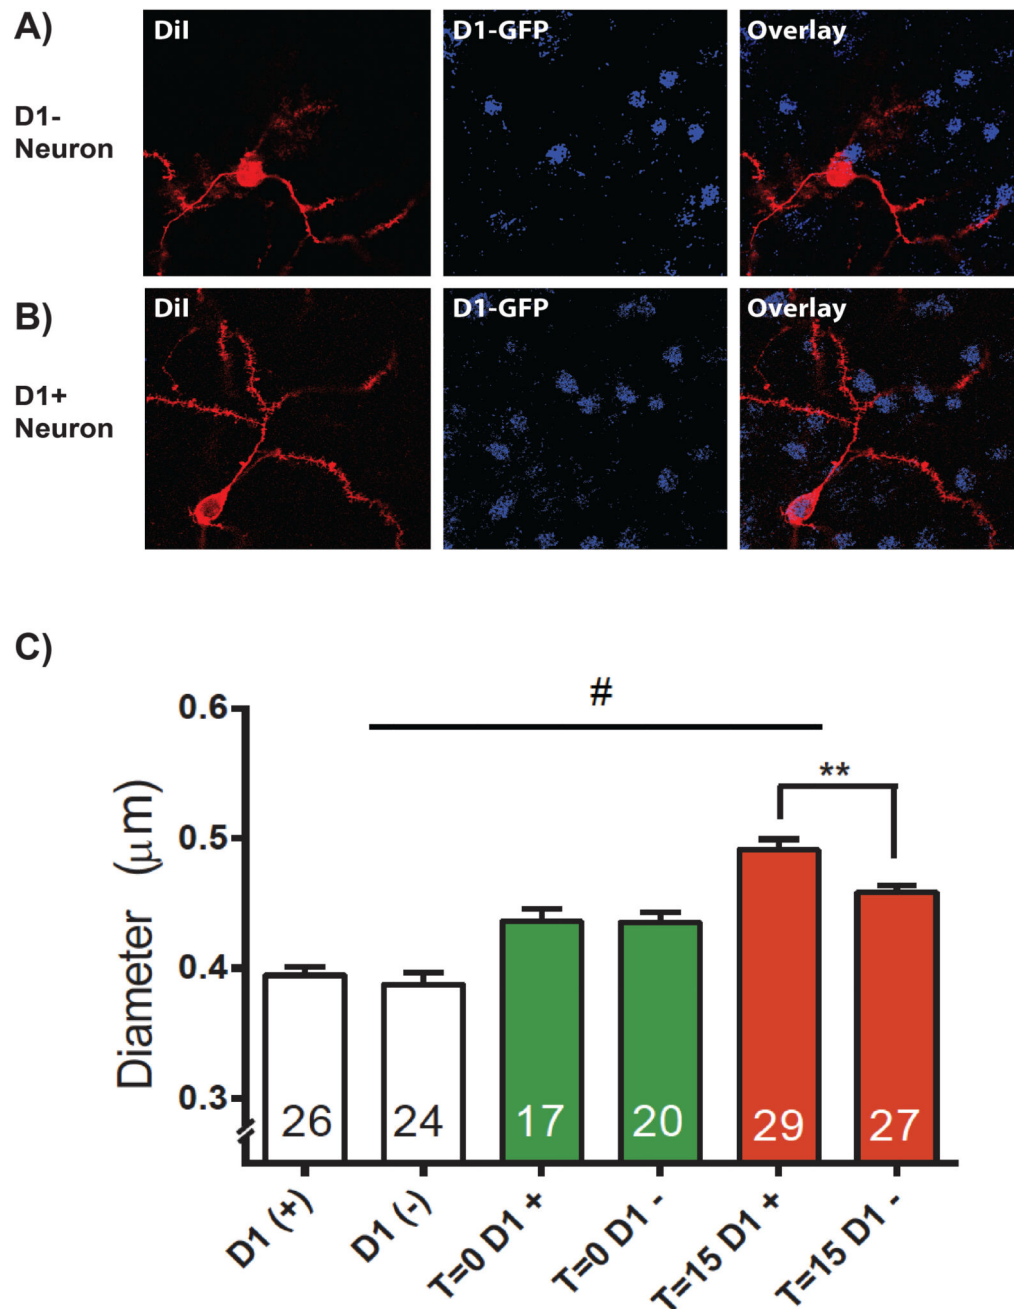 A)
DiI
D1-GFP
Overlay
D1-
Neuron
B)
DiI
D1-GFP
Overlay
D1+
Neuron
C)
#
**
0.6
0.5
0.4
0.3
Diameter (μm)
26
24
17
20
29
27
D1 (+)
D1 (-)
T=0 D1 +
T=0 D1 -
T=15 D1 +
T=15 D1 -